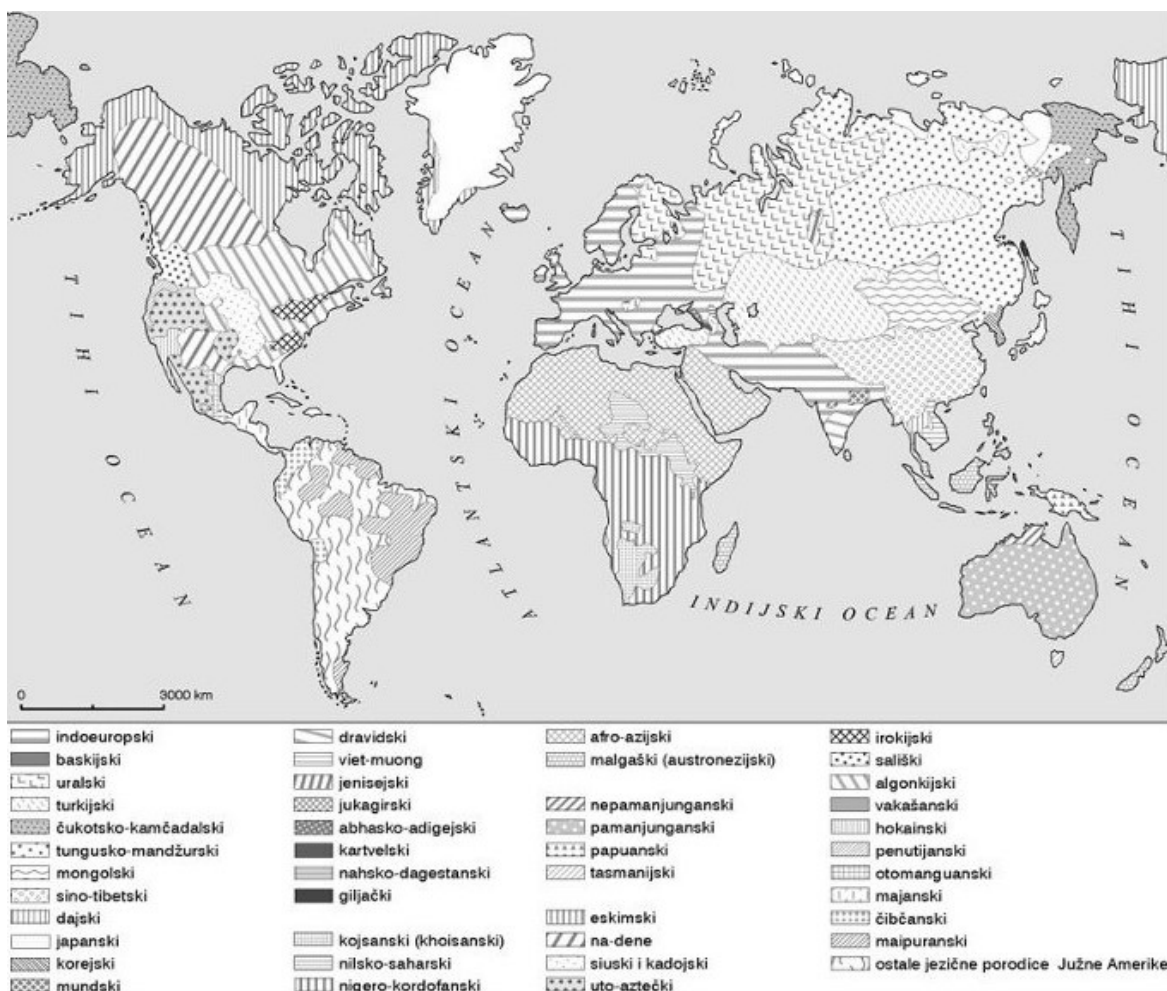 TIHI OCEAN
ATLANTSKI OCEAN
TIHI OCEAN
INDIJSKI OCEAN
0 3000 km
indoeuropski
baskijski
uralski
turkijski
čukotsko-kamčadalski
tungusko-mandžurski
mongolski
sino-tibetski
dajski
japanski
korejski
mundski
dravidski
viet-muong
jenisejski
jukagirski
abhasko-adigejski
kartvelski
nahsko-dagestanski
giljački
kojsanski (khoisanski)
nilsko-saharski
nigero-kordofanski
afro-azijski
malgaški (austronezijski)
nepamanjunganski
pamanjunganski
papuanski
tasmanijski
eskimski
na-dene
siuski i kadojski
uto-aztečki
irokijski
sališki
algonkijski
vakašanski
hokainski
penutijanski
otomanguanski
majanski
čibčanski
maipuranski
ostale jezične porodice Južne Amerike